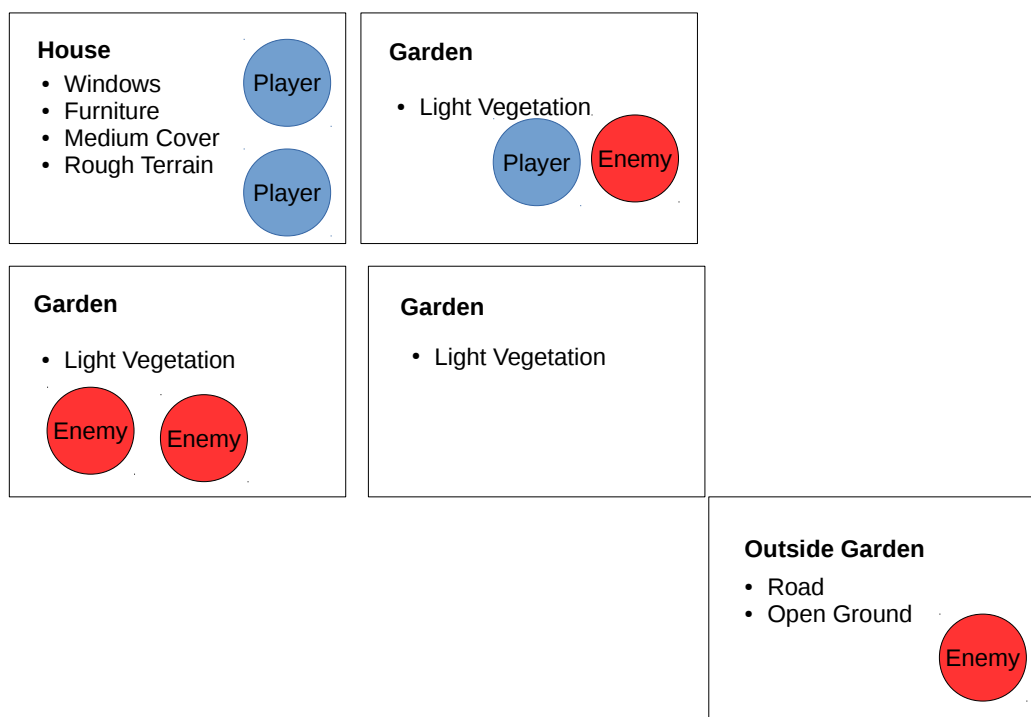 House
• Windows
• Furniture
• Medium Cover
• Rough Terrain
Player
Player
Garden
• Light Vegetation
Player
Enemy
Garden
• Light Vegetation
Enemy
Enemy
Garden
• Light Vegetation
Outside Garden
• Road
• Open Ground
Enemy